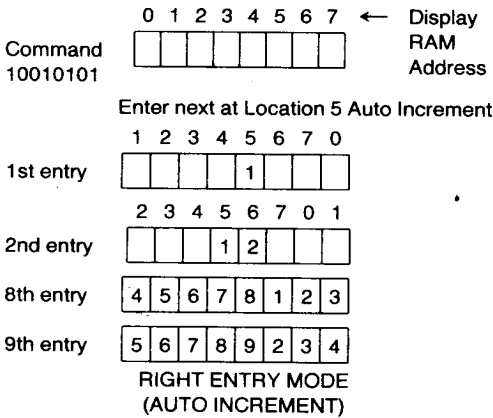 0 1 2 3 4 5 6 7 ← Display
RAM
Address
Command
10010101
Enter next at Location 5 Auto Increment
1 2 3 4 5 6 7 0
1st entry 1
2 3 4 5 6 7 0 1
2nd entry 1 2
8th entry 4 5 6 7 8 1 2 3
9th entry 5 6 7 8 9 2 3 4
RIGHT ENTRY MODE
(AUTO INCREMENT)